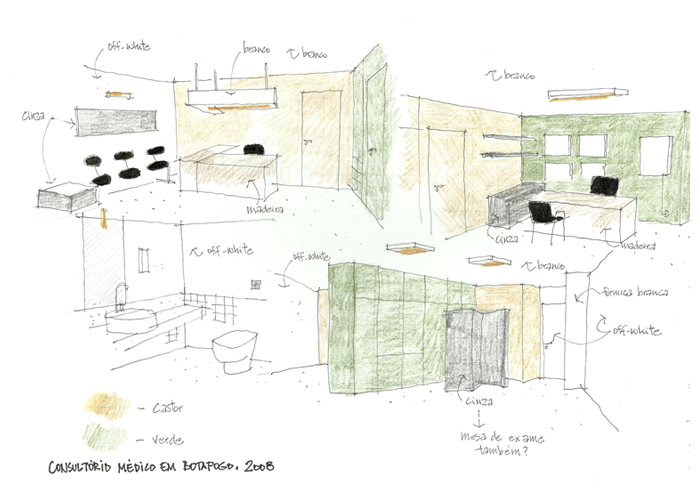 off-white
branco
branco
cinza
madeira
branco
cinza
madeira
off-white
off-white
branco
fórmica branca
off-white
cinza
mesa de exame
também?
- castor
- verde
CONSULTÓRIO MÉDICO EM BOTAFOGO. 2008